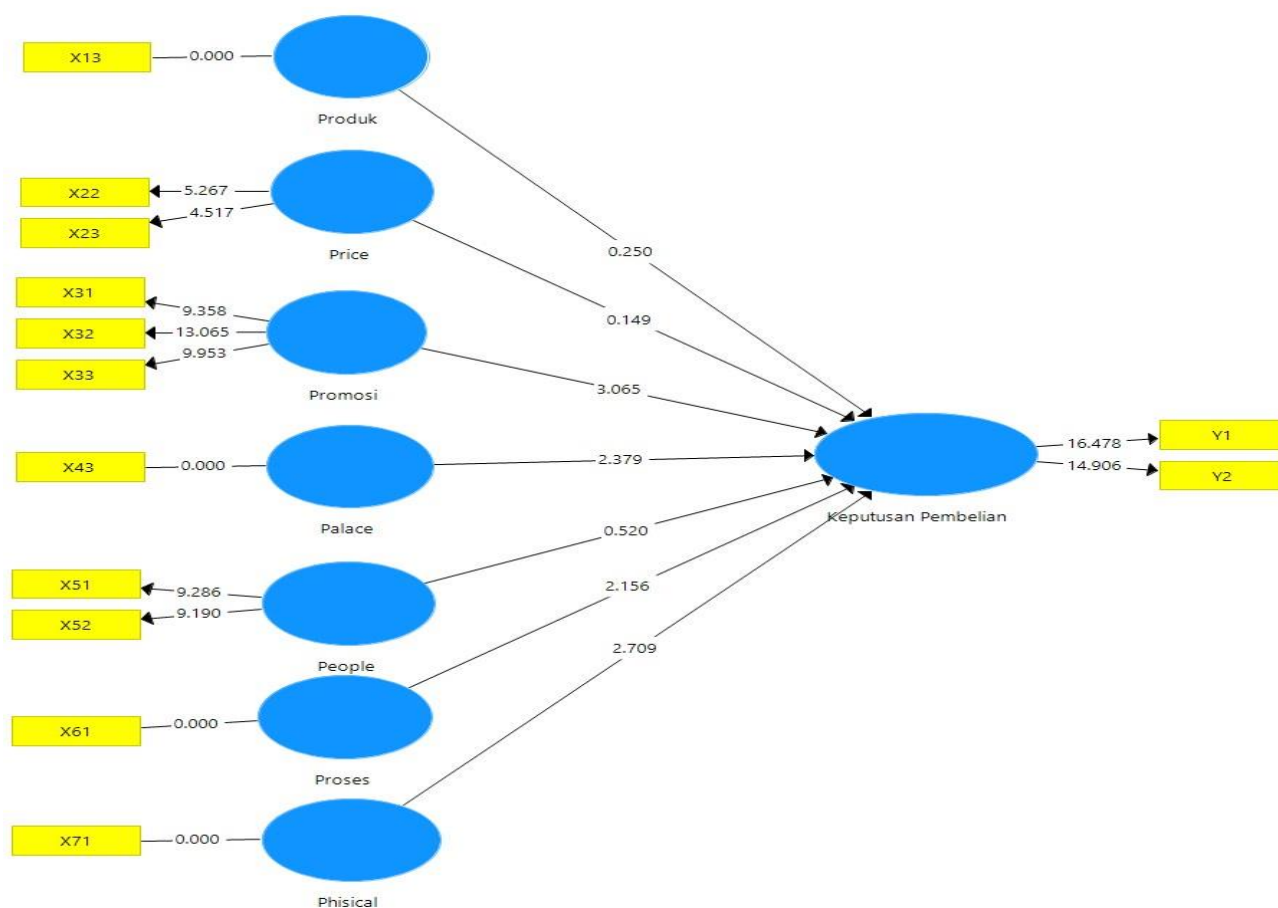 X13
0.000
Produk
X22
5.267
X23
4.517
Price
0.250
0.149
X31
9.358
X32
13.065
X33
9.953
Promosi
3.065
X43
0.000
Palace
2.379
Keputusan Pembelian
16.478
Y1
14.906
Y2
X51
9.286
X52
9.190
People
0.520
2.156
2.709
X61
0.000
Proses
X71
0.000
Phisical